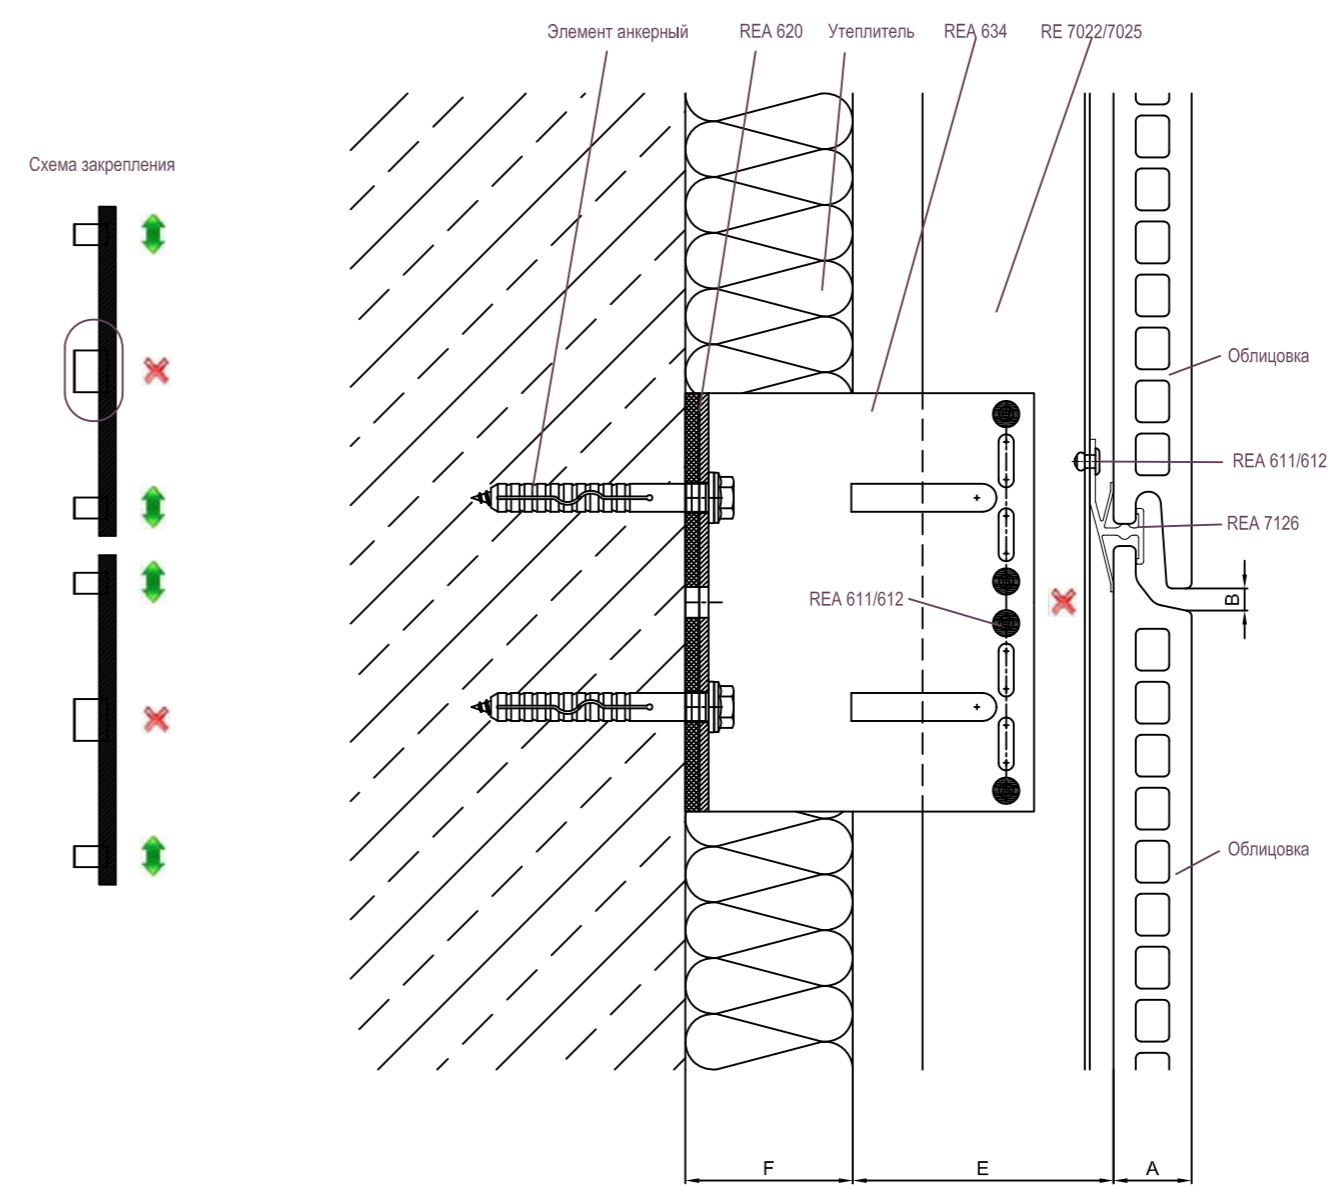 Элемент анкерный
REA 620
Утеплитель
REA 634
RE 7022/7025
Схема закрепления
Облицовка
REA 611/612
REA 7126
REA 611/612
B
Облицовка
F
E
A